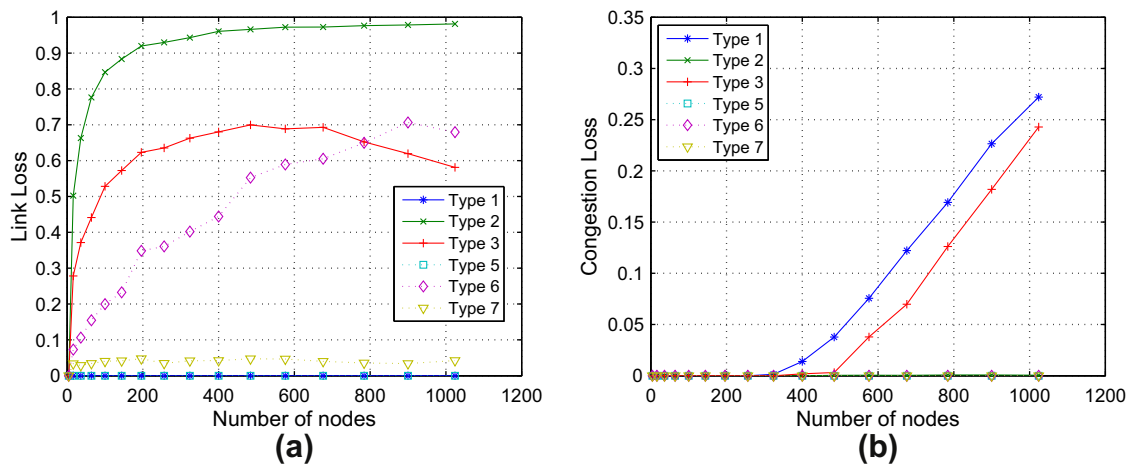 1
0.9
0.8
0.7
0.6
0.5
0.4
0.3
0.2
0.1
0
Link Loss
0 200 400 600 800 1000 1200
Number of nodes
Type 1
Type 2
Type 3
Type 5
Type 6
Type 7
(a)
0.35
0.3
0.25
0.2
0.15
0.1
0.05
0
Congestion Loss
0 200 400 600 800 1000 1200
Number of nodes
Type 1
Type 2
Type 3
Type 5
Type 6
Type 7
(b)